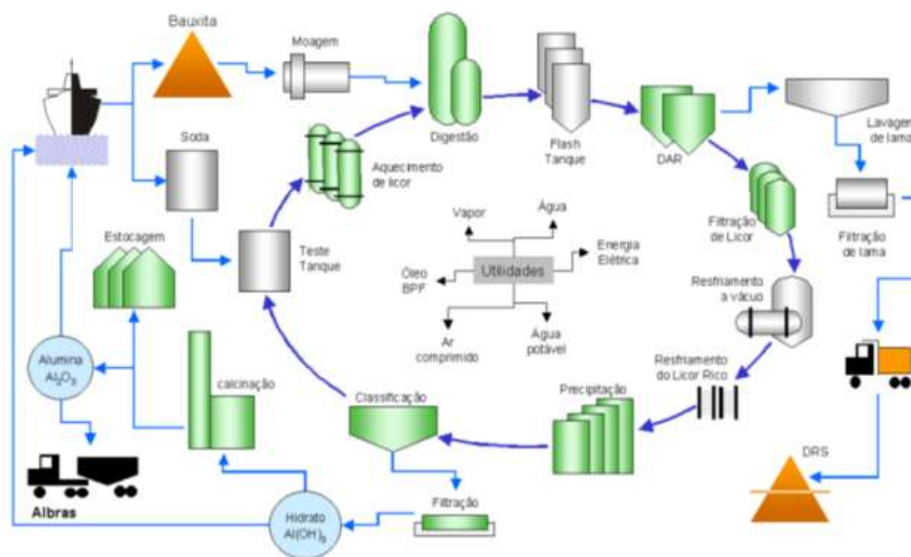 Bauxita
Moagem
Digestão
Flash
Tanque
DAR
Lavagem
de lama
Soda
Aquecimento
de licor
Filtração
de Licor
Filtração
de lama
Estocagem
Teste
Tanque
Vapor
Água
Energia
Elétrica
Utilidades
Óleo
BPF
Ar
comprimido
Água
potável
Resfriamento
a vácuo
Resfriamento
do Licor Rico
Alumina
Al₂O₃
calcinação
Classificação
Precipitação
DRS
Albras
Hidrato
Al(OH)₃
Filtração